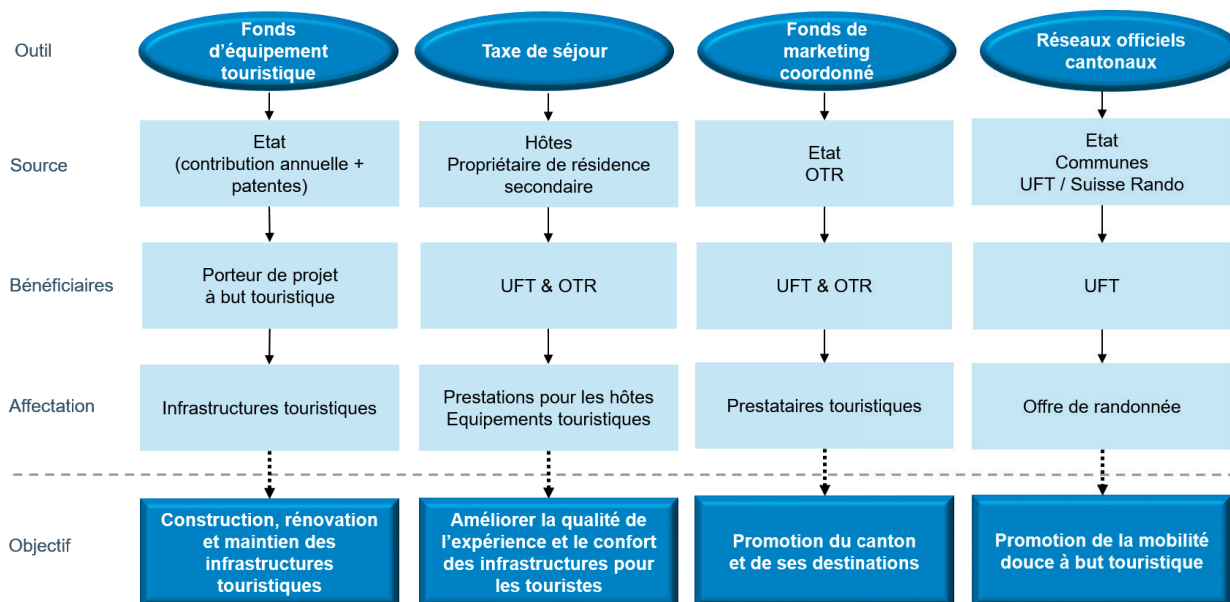 Outil
Fonds
d'équipement
touristique
Taxe de séjour
Fonds de
marketing
coordonné
Réseaux officiels
cantonaux
Source
Etat
(contribution annuelle +
patentes)
Hôtes
Propriétaire de résidence
secondaire
Etat
OTR
Etat
Communes
UFT / Suisse Rando
Bénéficiaires
Porteur de projet
à but touristique
UFT & OTR
UFT & OTR
UFT
Affectation
Infrastructures touristiques
Prestations pour les hôtes
Equipements touristiques
Prestataires touristiques
Offre de randonnée
Objectif
Construction, rénovation
et maintien des
infrastructures
touristiques
Améliorer la qualité de
l'expérience et le confort
des infrastructures pour
les touristes
Promotion du canton
et de ses destinations
Promotion de la mobilité
douce à but touristique